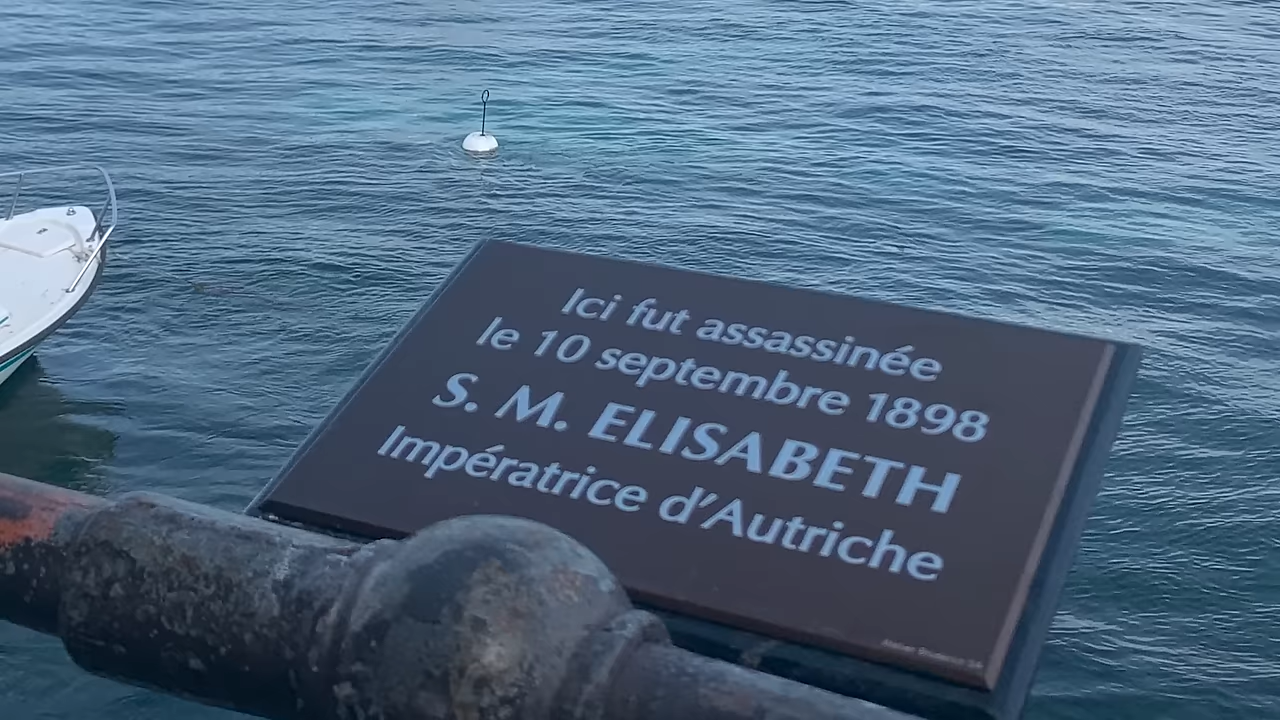 Ici fut assassinée
le 10 septembre 1898
S. M. ELISABETH
Impératrice d'Autriche